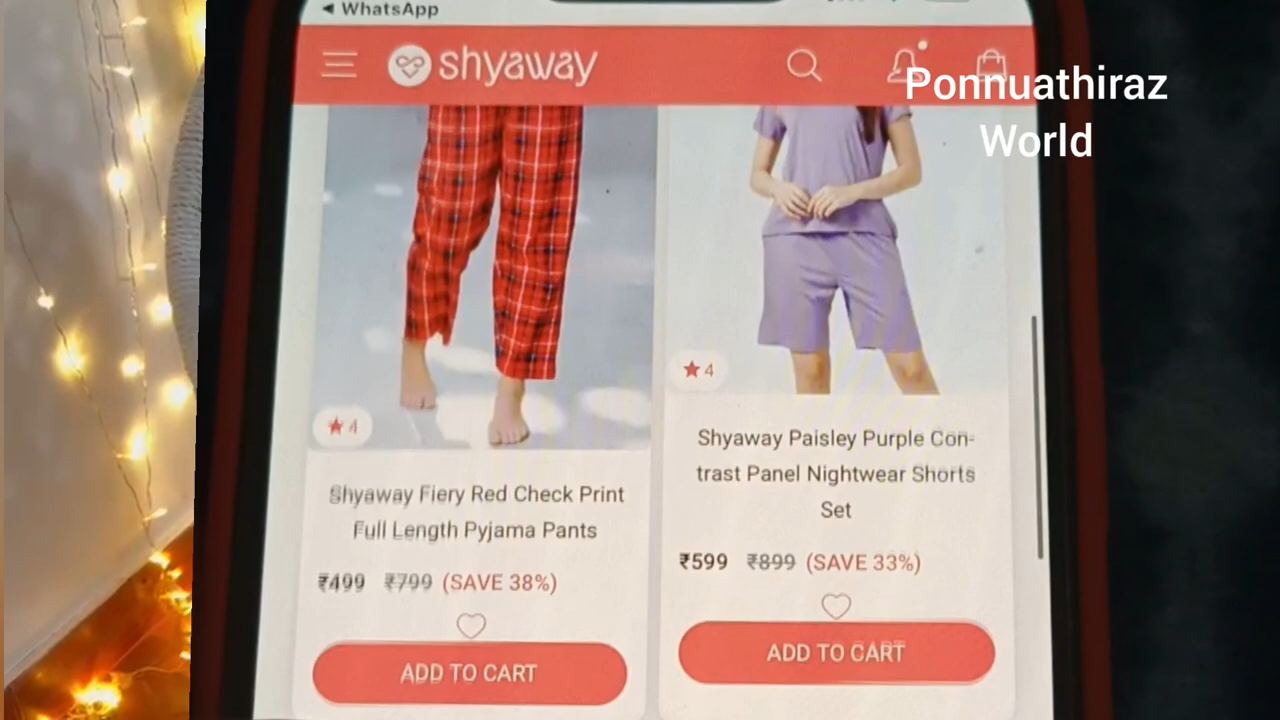 ◀ WhatsApp
shyaway
Ponnuathiraz
World
★ 4
Shyaway Fiery Red Check Print
Full Length Pyjama Pants
₹499 ₹799 (SAVE 38%)
ADD TO CART
★ 4
Shyaway Paisley Purple Con-
trast Panel Nightwear Shorts
Set
₹599 ₹899 (SAVE 33%)
ADD TO CART